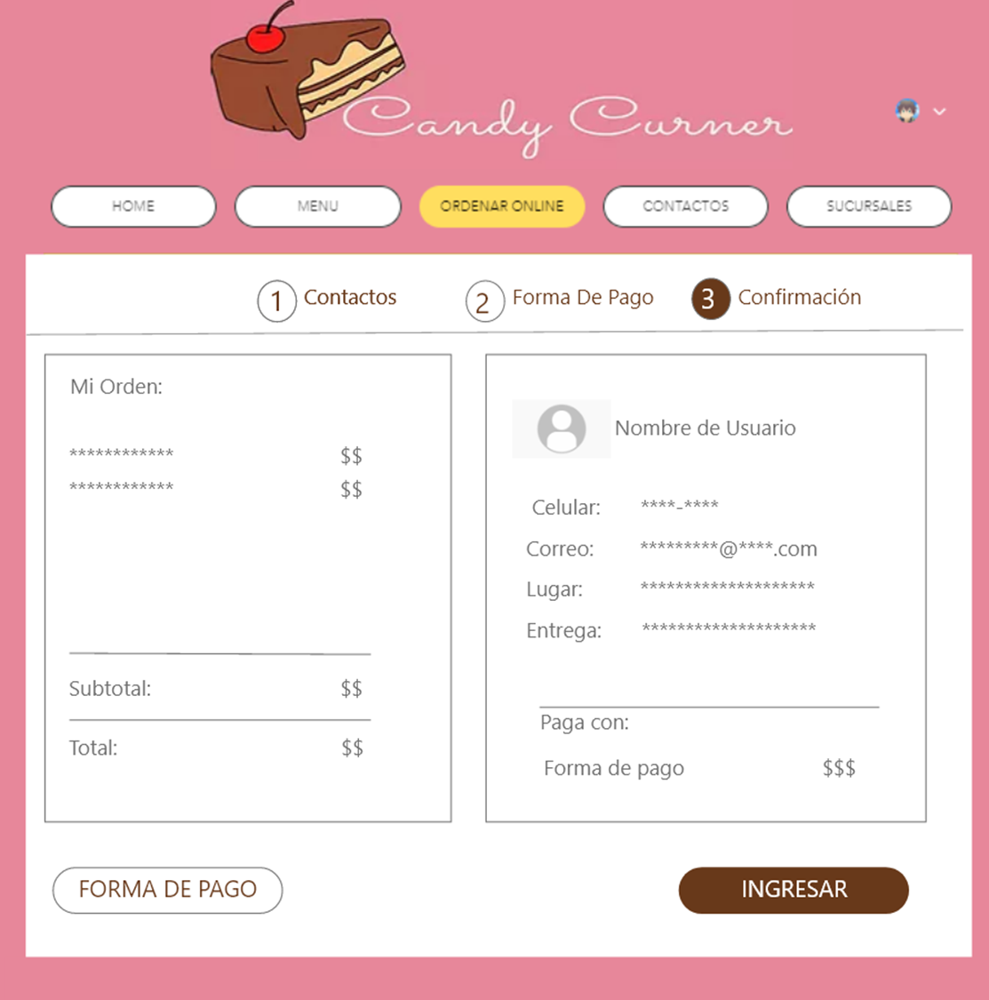 Candy Curner
HOME
MENU
ORDENAR ONLINE
CONTACTOS
SUCURSALES
1 Contactos
2 Forma De Pago
3 Confirmación
Mi Orden:
************ $$
************ $$
Subtotal: $$
Total: $$
Nombre de Usuario
Celular: ****-****
Correo: *********@****.com
Lugar: ********************
Entrega: ********************
Paga con:
Forma de pago $$$
FORMA DE PAGO
INGRESAR